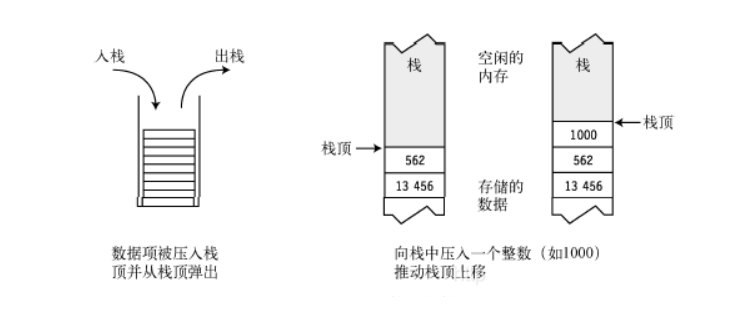 入栈
出栈
数据项被压入栈
顶并从栈顶弹出
栈
空闲的
内存
栈
栈顶
562
13 456
存储的
数据
1000
562
13 456
栈顶
向栈中压入一个整数（如1000）
推动栈顶上移